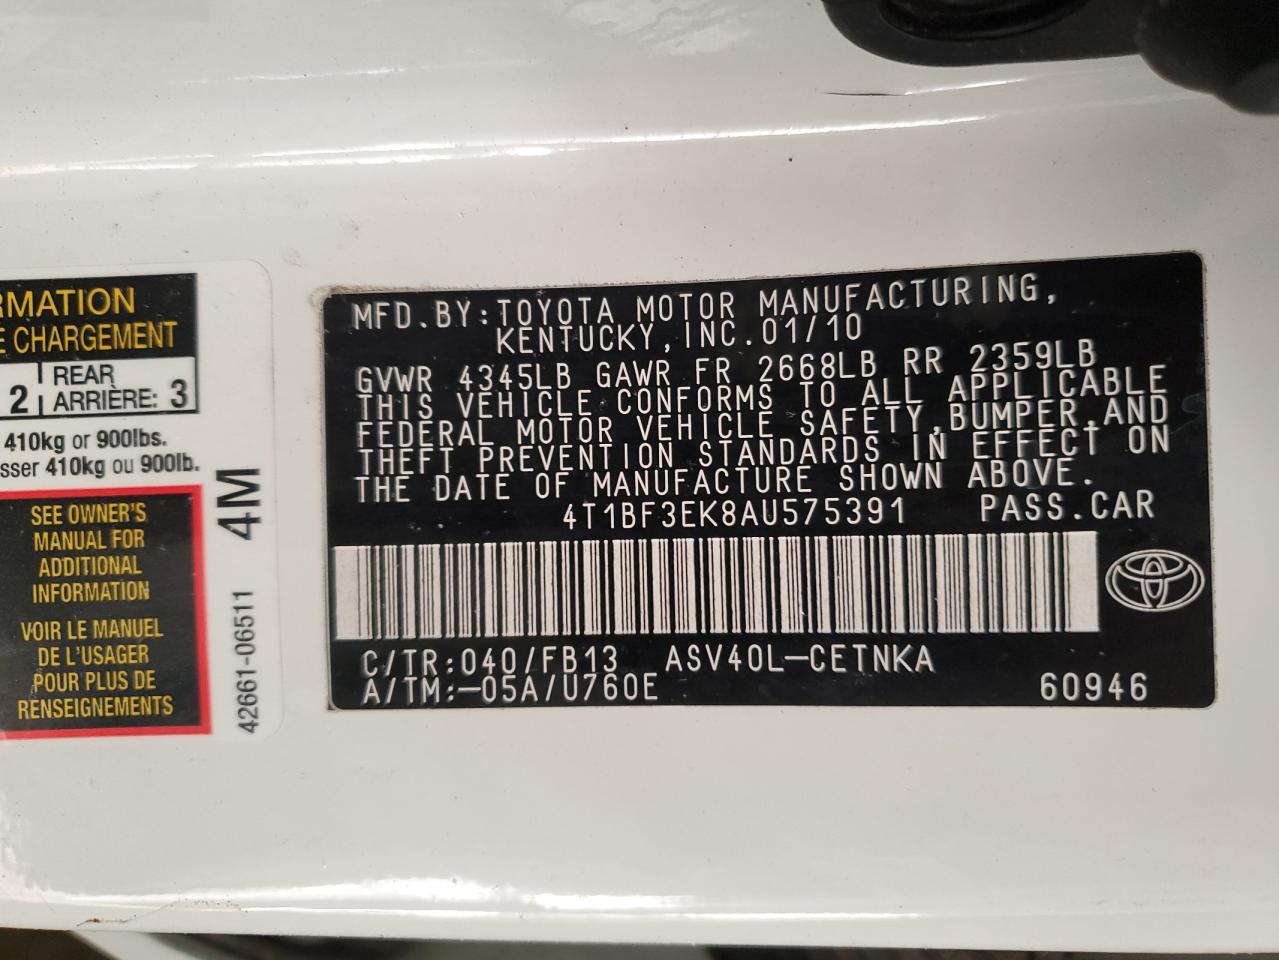 RMATION
E CHARGEMENT
2 REAR
ARRIÈRE: 3
410kg or 900lbs.
sser 410kg ou 900lb.
SEE OWNER'S
MANUAL FOR
ADDITIONAL
INFORMATION
VOIR LE MANUEL
DE L'USAGER
POUR PLUS DE
RENSEIGNEMENTS
4M
42661-06511
MFD.BY:TOYOTA MOTOR MANUFACTURING,
KENTUCKY,INC.01/10
GVWR 4345LB GAWR FR 2668LB RR 2359LB
THIS VEHICLE CONFORMS TO ALL APPLICABLE
FEDERAL MOTOR VEHICLE SAFETY,BUMPER,AND
THEFT PREVENTION STANDARDS IN EFFECT ON
THE DATE OF MANUFACTURE SHOWN ABOVE.
4T1BF3EK8AU575391 PASS.CAR
C/TR:040/FB13 ASV40L-CETNKA
A/TM:-05A/U760E 60946